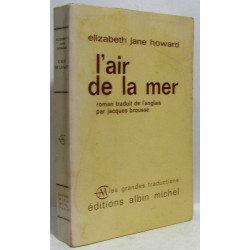 elizabeth jane howard
l'air
de la mer
roman traduit de l'anglais
par jacques brousse
les grandes traductions
éditions albin michel